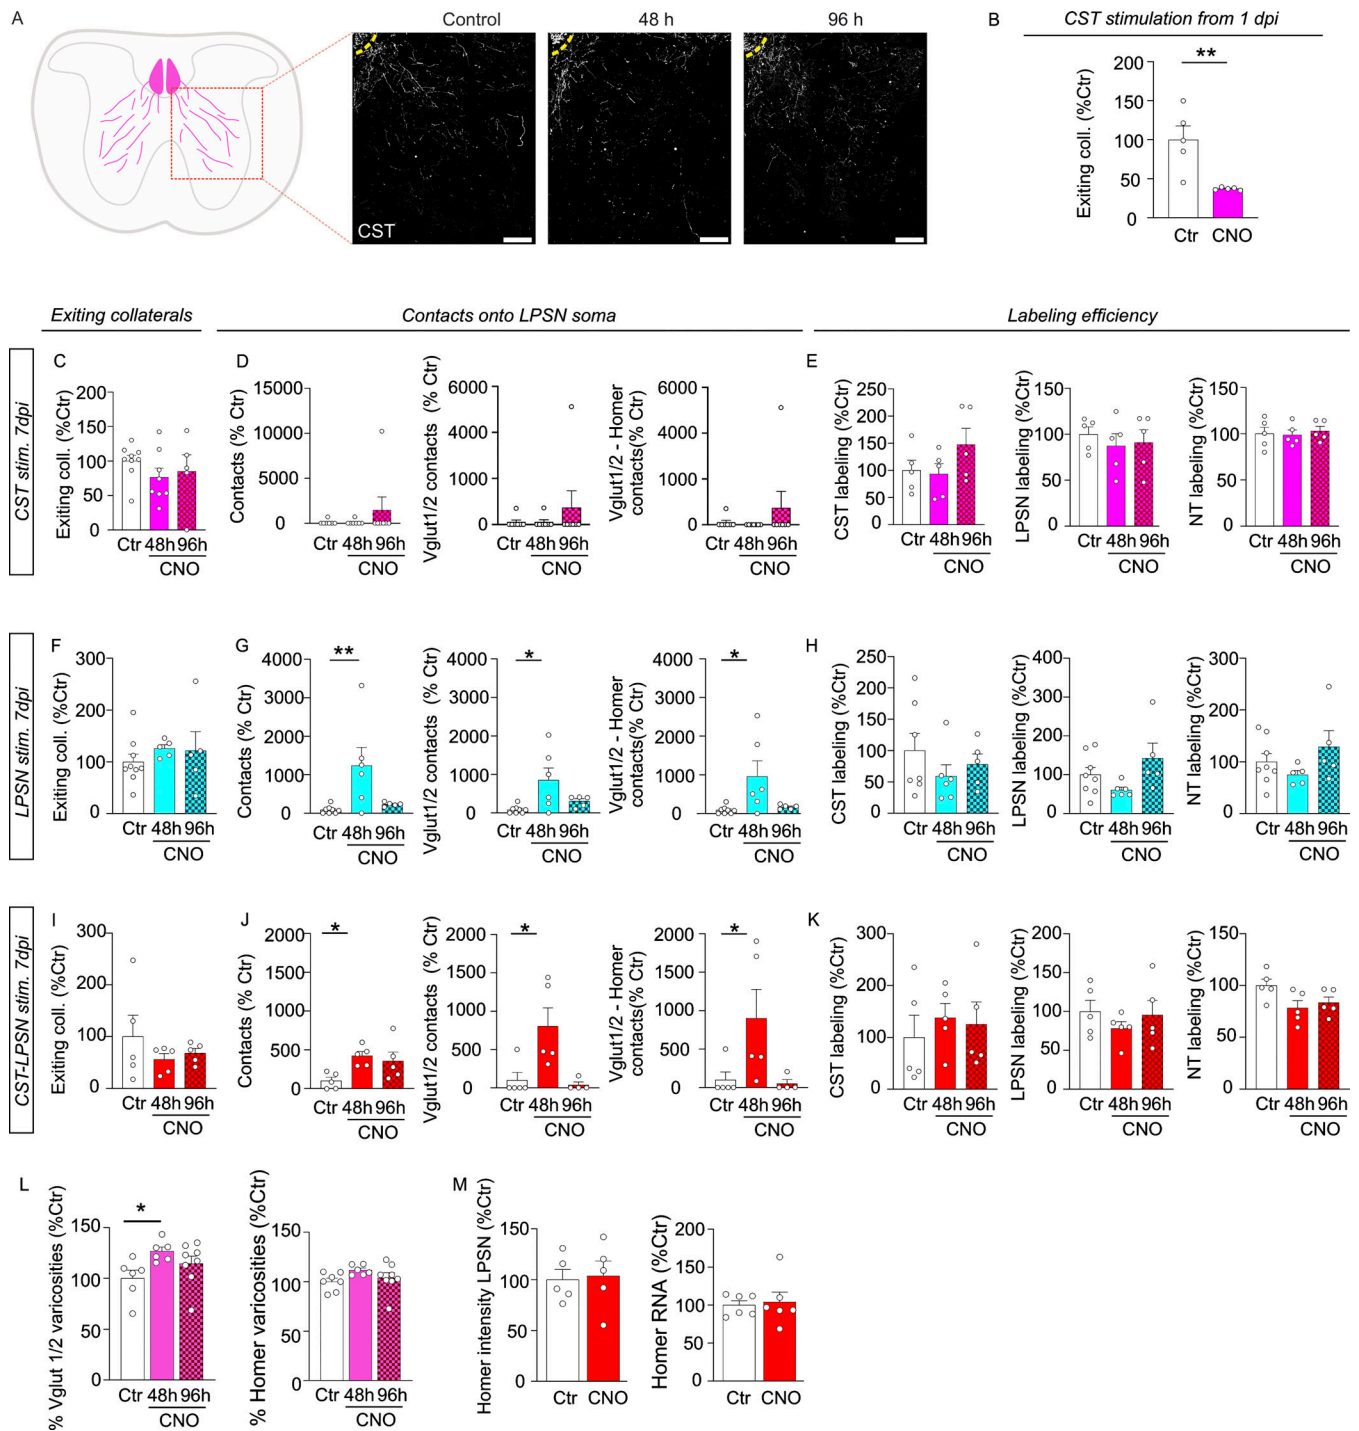 A
Control
48 h
96 h
CST
B
CST stimulation from 1 dpi
**
Exiting coll. (%Ctr)
200
150
100
50
0
Ctr
CNO
Exiting collaterals
Contacts onto LPSN soma
Labeling efficiency
CST stim. 7dpi
C
Exiting coll. (%Ctr)
200
150
100
50
0
Ctr 48h 96h
CNO
D
Contacts (% Ctr)
15000
10000
5000
0
Ctr 48h 96h
CNO
Vglut1/2 contacts (% Ctr)
6000
4000
2000
0
Ctr 48h 96h
CNO
Vglut1/2 - Homer
contacts(% Ctr)
6000
4000
2000
0
Ctr 48h 96h
CNO
E
CST labeling (%Ctr)
250
200
150
100
50
0
Ctr 48h 96h
CNO
LPSN labeling (%Ctr)
150
100
50
0
Ctr 48h 96h
CNO
NT labeling (%Ctr)
200
150
100
50
0
Ctr 48h 96h
CNO
LPSN stim. 7dpi
F
Exiting coll. (%Ctr)
300
200
100
0
Ctr 48h 96h
CNO
G
Contacts (% Ctr)
4000
3000
2000
1000
0
**
Ctr 48h 96h
CNO
Vglut1/2 contacts (% Ctr)
4000
3000
2000
1000
0
*
Ctr 48h 96h
CNO
Vglut1/2 - Homer
contacts(% Ctr)
4000
3000
2000
1000
0
*
Ctr 48h 96h
CNO
H
CST labeling (%Ctr)
250
200
150
100
50
0
Ctr 48h 96h
CNO
LPSN labeling (%Ctr)
400
300
200
100
0
Ctr 48h 96h
CNO
NT labeling (%Ctr)
300
200
100
0
Ctr 48h 96h
CNO
CST-LPSN stim. 7dpi
I
Exiting coll. (%Ctr)
300
200
100
0
Ctr 48h 96h
CNO
J
Contacts (% Ctr)
2000
1500
1000
500
0
*
Ctr 48h 96h
CNO
Vglut1/2 contacts (% Ctr)
2000
1500
1000
500
0
*
Ctr 48h 96h
CNO
Vglut1/2 - Homer
contacts(% Ctr)
2000
1500
1000
500
0
*
Ctr 48h 96h
CNO
K
CST labeling (%Ctr)
300
200
100
0
Ctr 48h 96h
CNO
LPSN labeling (%Ctr)
200
150
100
50
0
Ctr 48h 96h
CNO
NT labeling (%Ctr)
150
100
50
0
Ctr 48h 96h
CNO
L
% Vglut 1/2 varicosities (%Ctr)
150
100
50
0
*
Ctr 48h 96h
CNO
% Homer varicosities (%Ctr)
150
100
50
0
Ctr 48h 96h
CNO
M
Homer intensity LPSN (%Ctr)
150
100
50
0
Ctr CNO
Homer RNA (%Ctr)
200
150
100
50
0
Ctr CNO